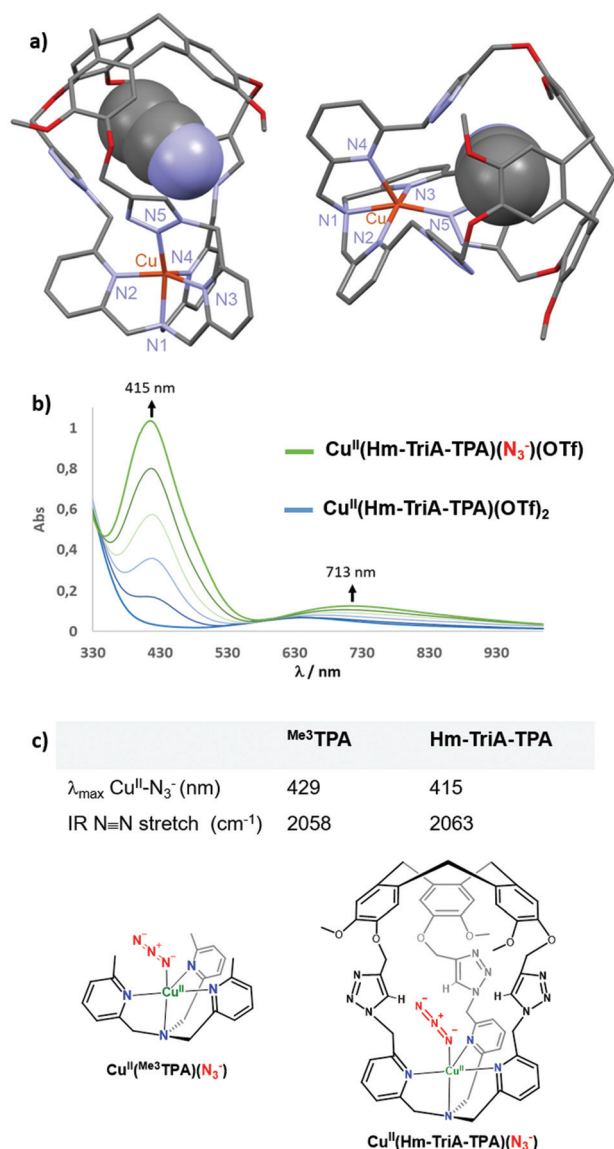 a)
N5
Cu
N4
N2
N3
N1
N4
N3
N1
Cu
N5
N2
b)
415 nm
Cu^II(Hm-TriA-TPA)(N3^-)(OTf)
Cu^II(Hm-TriA-TPA)(OTf)2
713 nm
Abs
1
0,8
0,6
0,4
0,2
0
330 430 530 630 730 830 930
λ / nm
c)
^Me3TPA Hm-TriA-TPA
λmax Cu^II-N3^- (nm) 429 415
IR N≡N stretch (cm^-1) 2058 2063
N^- N^+ N^-
Cu^II
N N N
N
Cu^II(^Me3TPA)(N3^-)
O O O
O O O
N N N H
N N N
H N N N
N^- N^+ N^-
Cu^II
N N N
N
Cu^II(Hm-TriA-TPA)(N3^-)